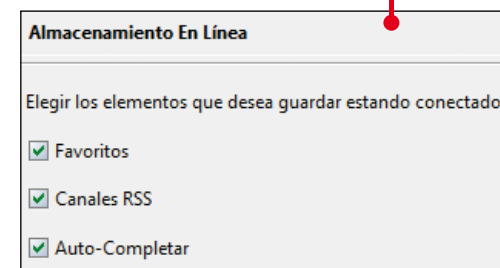 Almacenamiento En Línea
Elegir los elementos que desea guardar estando conectado
Favoritos
Canales RSS
Auto-Completar